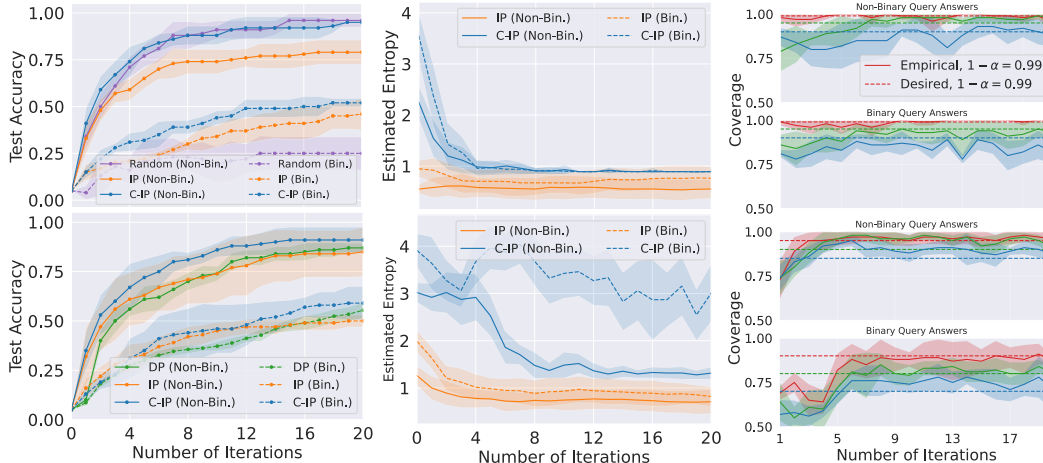 Test Accuracy
1.00
0.75
0.50
0.25
0.00
Random (Non-Bin.)
IP (Non-Bin.)
C-IP (Non-Bin.)
Random (Bin.)
IP (Bin.)
C-IP (Bin.)
Test Accuracy
1.00
0.75
0.50
0.25
0.00
DP (Non-Bin.)
IP (Non-Bin.)
C-IP (Non-Bin.)
DP (Bin.)
IP (Bin.)
C-IP (Bin.)
0 4 8 12 16 20
Number of Iterations
Estimated Entropy
4
3
2
1
IP (Non-Bin.)
C-IP (Non-Bin.)
IP (Bin.)
C-IP (Bin.)
Estimated Entropy
4
3
2
1
IP (Non-Bin.)
C-IP (Non-Bin.)
IP (Bin.)
C-IP (Bin.)
0 4 8 12 16 20
Number of Iterations
Non-Binary Query Answers
Coverage
1.00
0.75
0.50
Empirical, 1 − α = 0.99
Desired, 1 − α = 0.99
Binary Query Answers
1.00
0.75
0.50
Non-Binary Query Answers
Coverage
1.00
0.75
0.50
Binary Query Answers
1.00
0.75
0.50
1 5 9 13 17
Number of Iterations